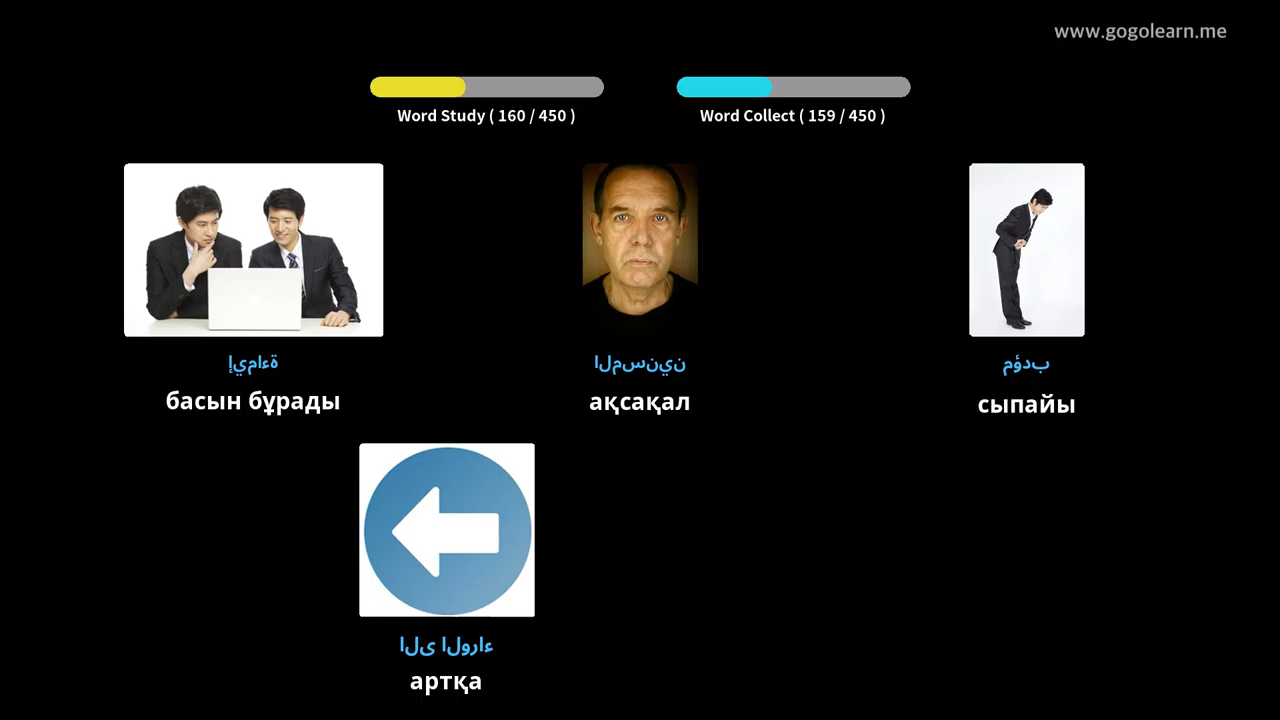 www.gogolearn.me
Word Study ( 160 / 450 )
Word Collect ( 159 / 450 )
إيماءة
басын бұрады
المسنين
ақсақал
مؤدب
сыпайы
الى الوراء
артқа